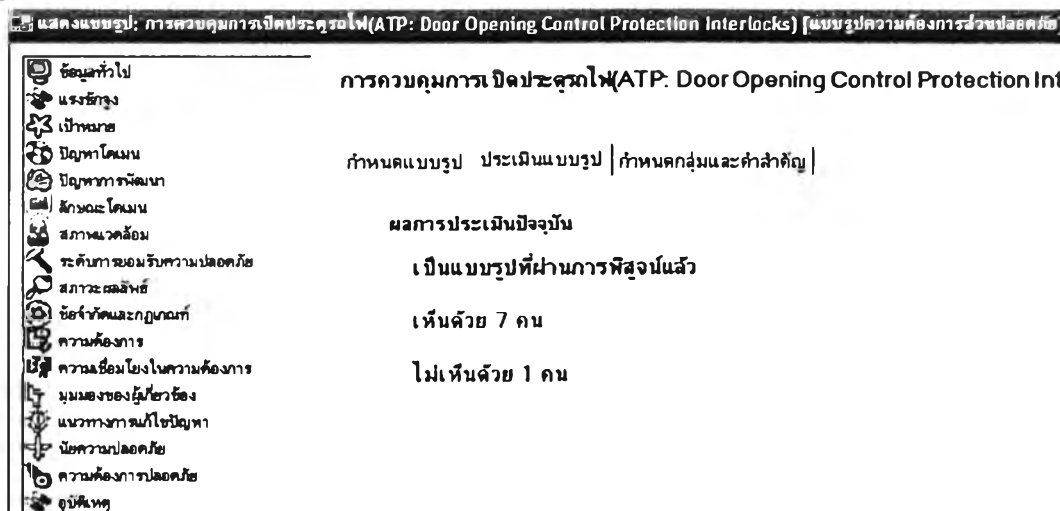 แสดงแบบรูป: การควบคุมการเปิดประตูรถไฟ(ATP: Door Opening Control Protection Interlocks) [แบบรูปความต้องการส่วนปลอดภัย]
ข้อมูลทั่วไป
แรงชักจูง
เป้าหมาย
ปัญหาโดเมน
ปัญหาการพัฒนา
ลักษณะโดเมน
สภาพแวดล้อม
ระดับการยอมรับความปลอดภัย
สภาวะผลลัพธ์
ข้อจำกัดและกฎเกณฑ์
ความต้องการ
ความเชื่อมโยงในความต้องการ
มุมมองของผู้เกี่ยวข้อง
แนวทางการแก้ไขปัญหา
นัยความปลอดภัย
ความต้องการปลอดภัย
อุบัติเหตุ
การควบคุมการเปิดประตูรถไฟ(ATP: Door Opening Control Protection Int
กำหนดแบบรูป ประเมินแบบรูป กำหนดกลุ่มและคำสำคัญ
ผลการประเมินปัจจุบัน
เป็นแบบรูปที่ผ่านการพิสูจน์แล้ว
เห็นด้วย 7 คน
ไม่เห็นด้วย 1 คน